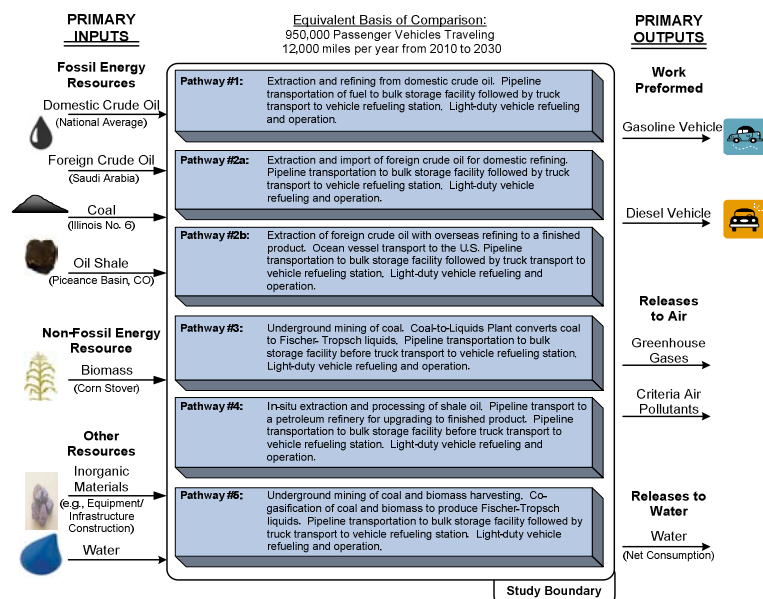 PRIMARY
INPUTS
Equivalent Basis of Comparison:
950,000 Passenger Vehicles Traveling
12,000 miles per year from 2010 to 2030
PRIMARY
OUTPUTS
Fossil Energy
Resources
Domestic Crude Oil
(National Average)
Foreign Crude Oil
(Saudi Arabia)
Coal
(Illinois No. 6)
Oil Shale
(Piceance Basin, CO)
Non-Fossil Energy
Resource
Biomass
(Corn Stover)
Other
Resources
Inorganic
Materials
(e.g., Equipment/
Infrastructure
Construction)
Water
Pathway #1: Extraction and refining from domestic crude oil. Pipeline
transportation of fuel to bulk storage facility followed by truck
transport to vehicle refueling station. Light-duty vehicle refueling
and operation.
Pathway #2a: Extraction and import of foreign crude oil for domestic refining.
Pipeline transportation to bulk storage facility followed by truck
transport to vehicle refueling station. Light-duty vehicle
refueling and operation.
Pathway #2b: Extraction of foreign crude oil with overseas refining to a finished
product. Ocean vessel transport to the U.S. Pipeline
transportation to bulk storage facility followed by truck transport to
vehicle refueling station. Light-duty vehicle refueling and
operation.
Pathway #3: Underground mining of coal. Coal-to-Liquids Plant converts coal
to Fischer- Tropsch liquids. Pipeline transportation to bulk
storage facility before truck transport to vehicle refueling station.
Light-duty vehicle refueling and operation.
Pathway #4: In-situ extraction and processing of shale oil. Pipeline transport to
a petroleum refinery for upgrading to finished product. Pipeline
transportation to bulk storage facility before truck transport to
vehicle refueling station. Light-duty vehicle refueling and
operation.
Pathway #5: Underground mining of coal and biomass harvesting. Co-
gasification of coal and biomass to produce Fischer-Tropsch
liquids. Pipeline transportation to bulk storage facility followed by
truck transport to vehicle refueling station. Light-duty vehicle
refueling and operation.
Study Boundary
Work
Preformed
Gasoline Vehicle
Diesel Vehicle
Releases
to Air
Greenhouse
Gases
Criteria Air
Pollutants
Releases to
Water
Water
(Net Consumption)